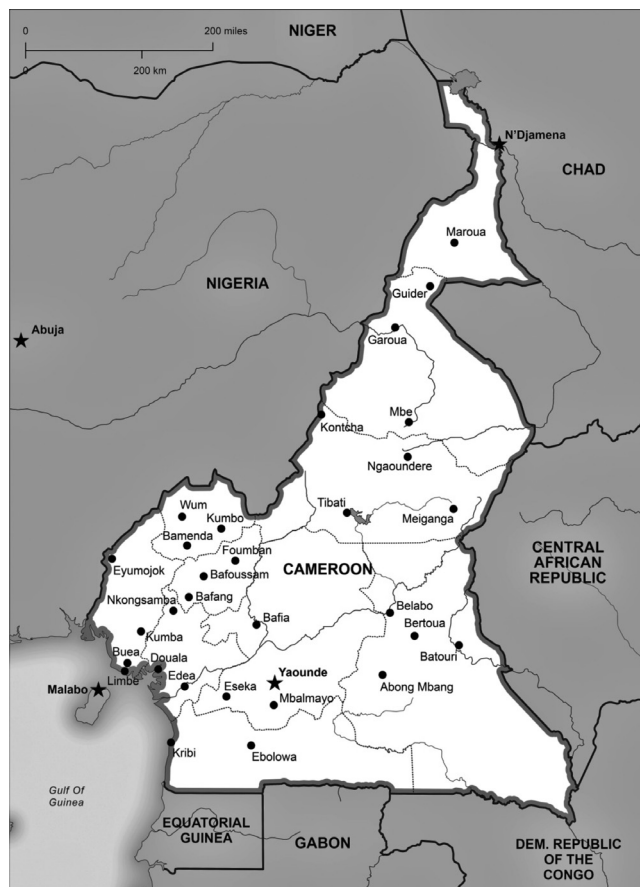 0
200 miles
200 km
NIGER
N'Djamena
CHAD
Maroua
NIGERIA
Guider
Abuja
Garoua
Mbe
Kontcha
Ngaoundere
Wum
Tibati
Kumbo
Meiganga
Bamenda
Foumban
CENTRAL
AFRICAN
REPUBLIC
Eyumojok
Bafoussam
CAMEROON
Nkongsamba
Bafang
Belabo
Bafia
Bertoua
Kumba
Batouri
Buea
Douala
Yaounde
Limbe
Edea
Eseka
Abong Mbang
Malabo
Mbalmayo
Kribi
Ebolowa
Gulf Of
Guinea
EQUATORIAL
GUINEA
GABON
DEM. REPUBLIC
OF THE
CONGO